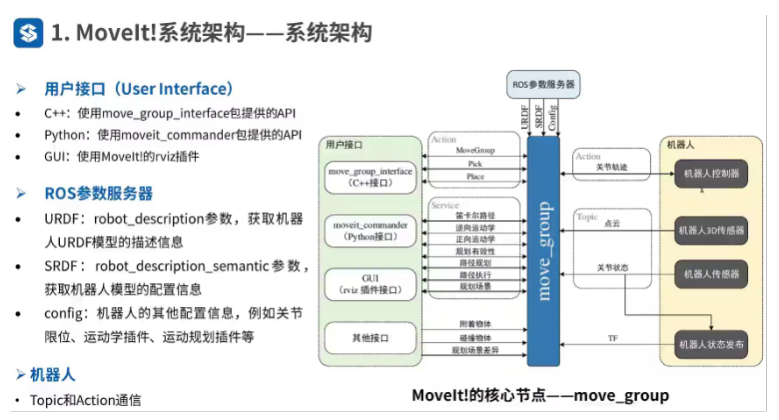 1. MoveIt!系统架构——系统架构
➢ 用户接口（User Interface）
• C++：使用move_group_interface包提供的API
• Python：使用moveit_commander包提供的API
• GUI：使用MoveIt!的rviz插件
➢ ROS参数服务器
• URDF：robot_description参数，获取机器
人URDF模型的描述信息
• SRDF：robot_description_semantic参数，
获取机器人模型的配置信息
• config：机器人的其他配置信息，例如关节
限位、运动学插件、运动规划插件等
➢ 机器人
• Topic和Action通信
ROS参数服务器
URDF
SRDF
Config
用户接口
move_group_interface
（C++接口）
moveit_commander
（Python接口）
GUI
（rviz 插件接口）
其他接口
Action
MoveGroup
Pick
Place
Service
笛卡尔路径
逆向运动学
正向运动学
规划有效性
路径规划
路径执行
规划场景
附着物体
碰撞物体
规划场景差异
move_group
Action
关节轨迹
Topic
点云
关节状态
TF
机器人
机器人控制器
机器人3D传感器
机器人传感器
机器人状态发布
MoveIt!的核心节点——move_group